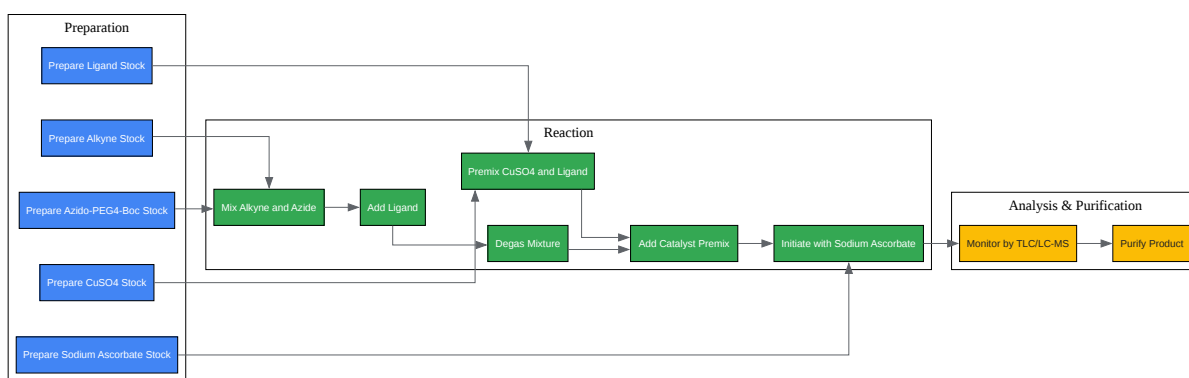 Preparation
Prepare Ligand Stock
Prepare Alkyne Stock
Prepare Azido-PEG4-Boc Stock
Prepare CuSO4 Stock
Prepare Sodium Ascorbate Stock
Reaction
Premix CuSO4 and Ligand
Mix Alkyne and Azide
Add Ligand
Degas Mixture
Add Catalyst Premix
Initiate with Sodium Ascorbate
Analysis & Purification
Monitor by TLC/LC-MS
Purify Product